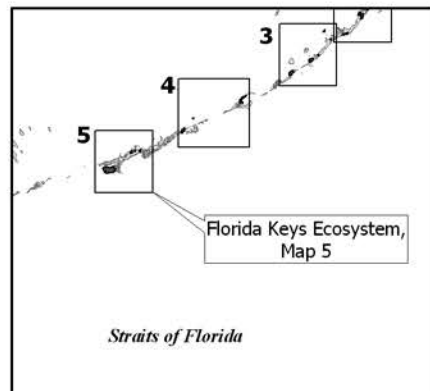 3
4
5
Florida Keys Ecosystem,
Map 5
Straits of Florida